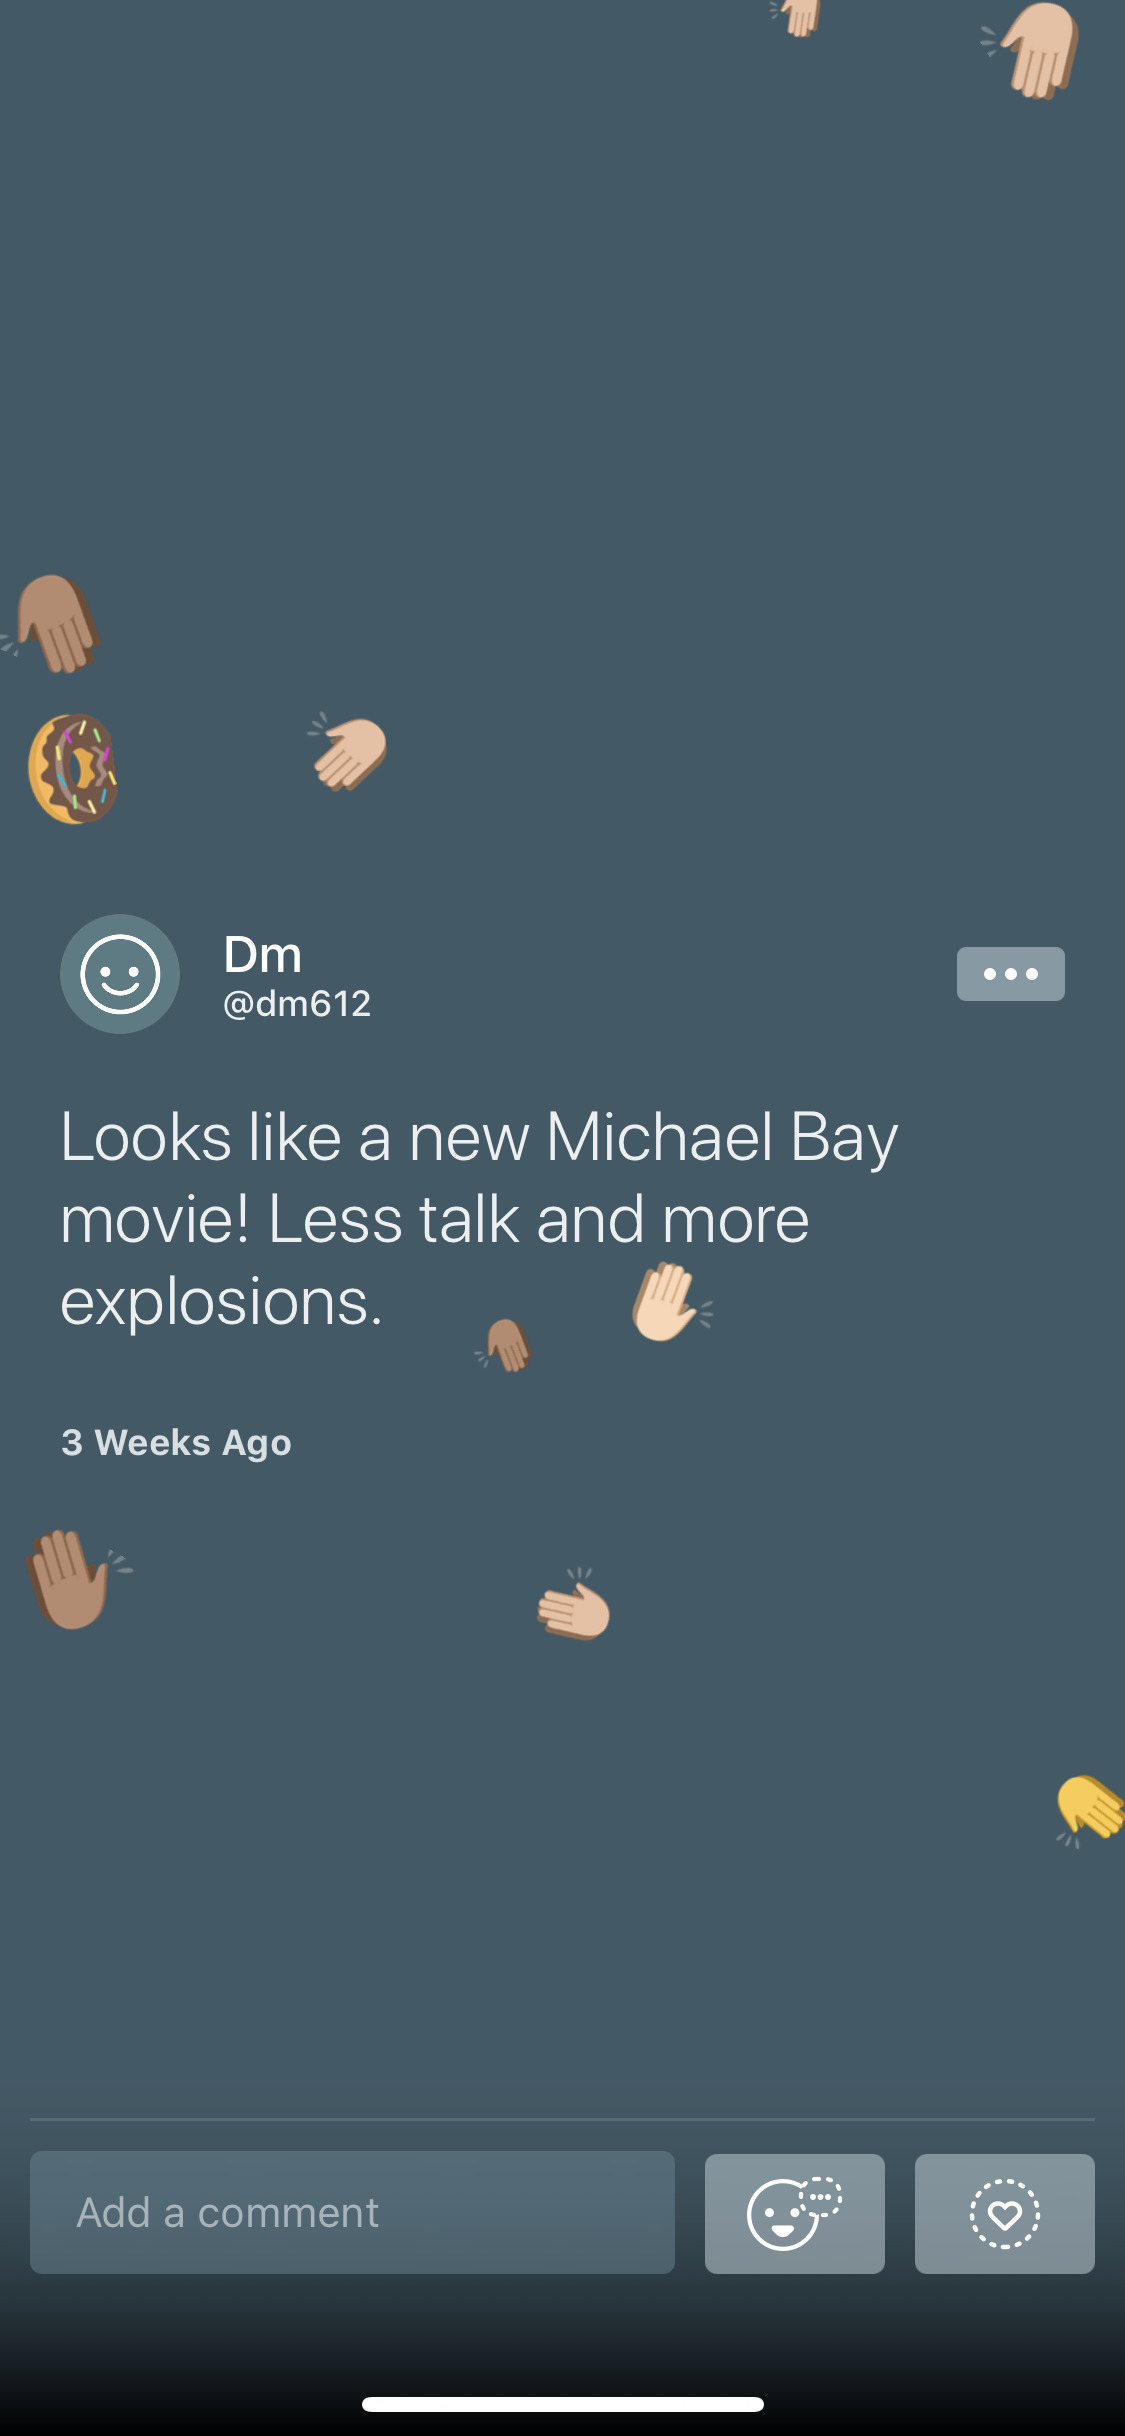 Dm
@dm612
Looks like a new Michael Bay
movie! Less talk and more
explosions.
3 Weeks Ago
Add a comment